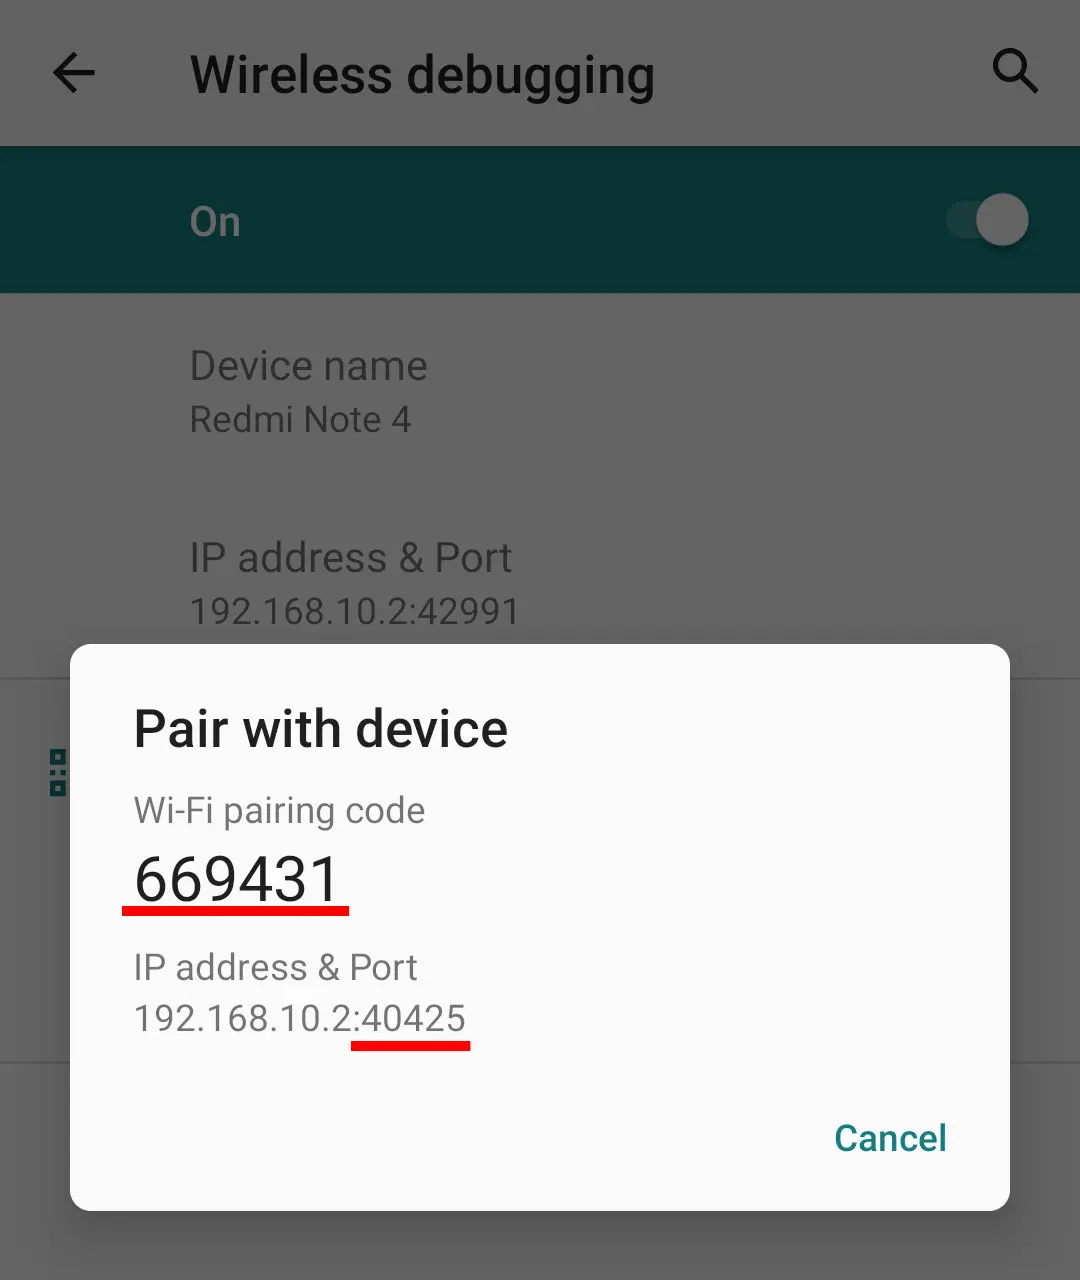 Wireless debugging
On
Device name
Redmi Note 4
IP address & Port
192.168.10.2:42991
Pair with device
Wi-Fi pairing code
669431
IP address & Port
192.168.10.2:40425
Cancel